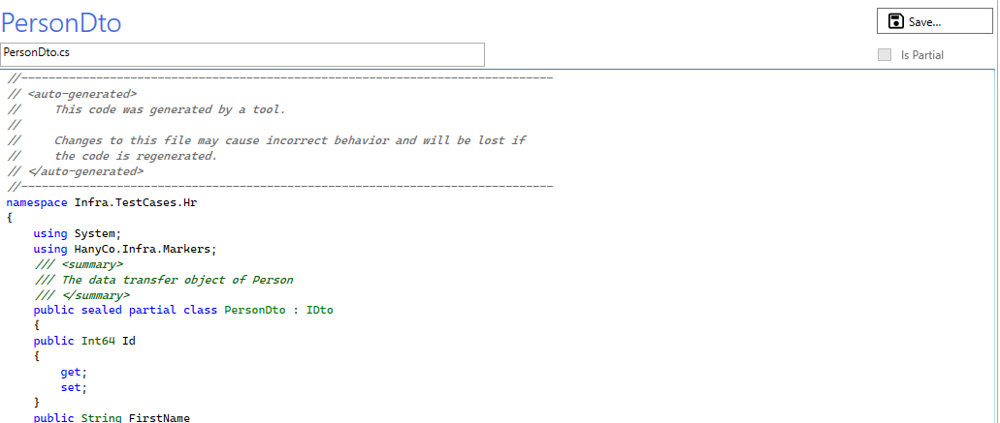 PersonDto
Save...
PersonDto.cs
Is Partial
//------------------------------------------------------------------------------
// <auto-generated>
//     This code was generated by a tool.
//
//     Changes to this file may cause incorrect behavior and will be lost if
//     the code is regenerated.
// </auto-generated>
//------------------------------------------------------------------------------
namespace Infra.TestCases.Hr
{
    using System;
    using HanyCo.Infra.Markers;
    /// <summary>
    /// The data transfer object of Person
    /// </summary>
    public sealed partial class PersonDto : IDto
    {
    public Int64 Id
    {
        get;
        set;
    }
    public String FirstName